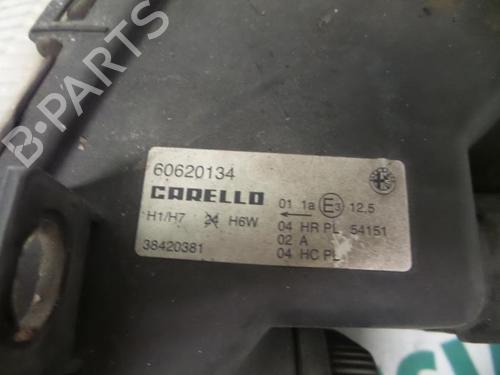 B-PARTS
60620134
CARELLO
01 1a E3 12,5
H1/H7 24 H6W
04 HR PL 54151
02 A
38420381
04 HC PL